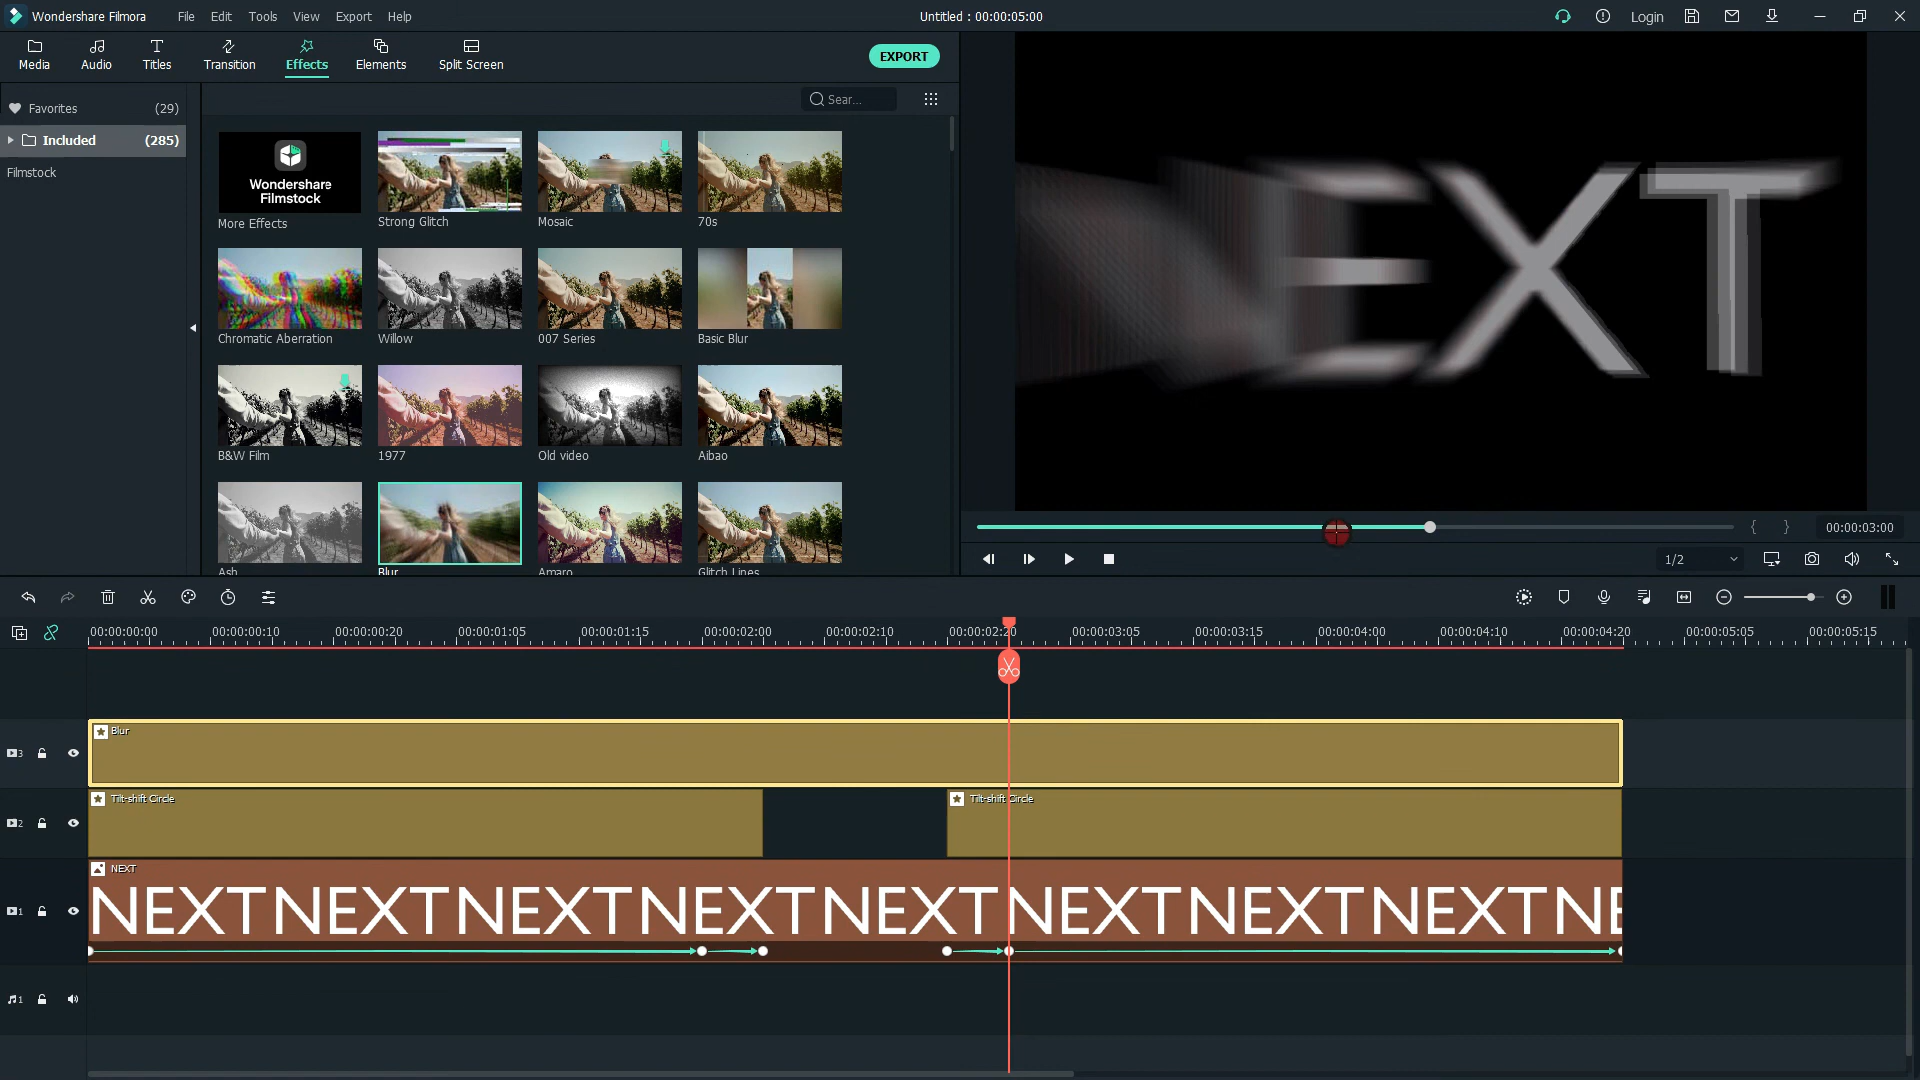 Wondershare Filmora File Edit Tools View Export Help Untitled : 00:00:05:00 Login
Media Audio Titles Transition Effects Elements Split Screen EXPORT
Favorites (29)
Included (285)
Filmstock
Sear...
Wondershare
Filmstock
More Effects Strong Glitch Mosaic 70s
Chromatic Aberration Willow 007 Series Basic Blur
B&W Film 1977 Old video Aibao
Ash Blur Amaro Glitch Lines
NEXT
{ } 00:00:03:00
1/2
00:00:00:00 00:00:00:10 00:00:00:20 00:00:01:05 00:00:01:15 00:00:02:00 00:00:02:10 00:00:02:20 00:00:03:05 00:00:03:15 00:00:04:00 00:00:04:10 00:00:04:20 00:00:05:05 00:00:05:15
3 Blur
2 Tilt-shift Circle Tilt-shift Circle
NEXT
1 NEXTNEXTNEXTNEXTNEXTNEXTNEXTNEXTNE
1